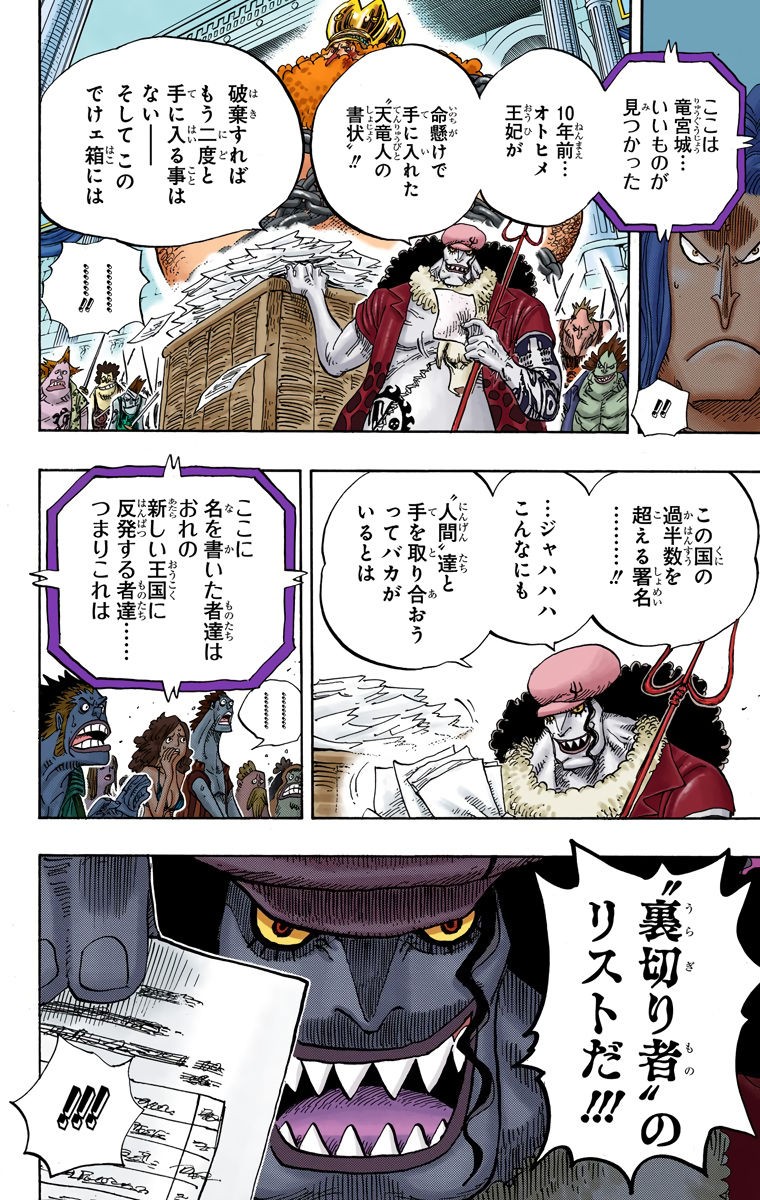 ここは
竜宮城…
いいものが
見つかった
!!
10年前…
オトヒメ
王妃が
命懸けで
手に入れた
〝天竜人の
書状〟!!
破棄すれば
もう二度と
手に入る事は
ない――
そしてこの
でけェ箱には
………!!
この国の
過半数を
超える署名
………!!
…ジャハハハ
こんなにも
〝人間〟達と
手を取り合おう
ってバカが
いるとは
ここに
名を書いた者達は
おれの
新しい王国に
反発する者達……
つまりこれは
………
〝裏切り者〟の
リストだ!!!
!!!